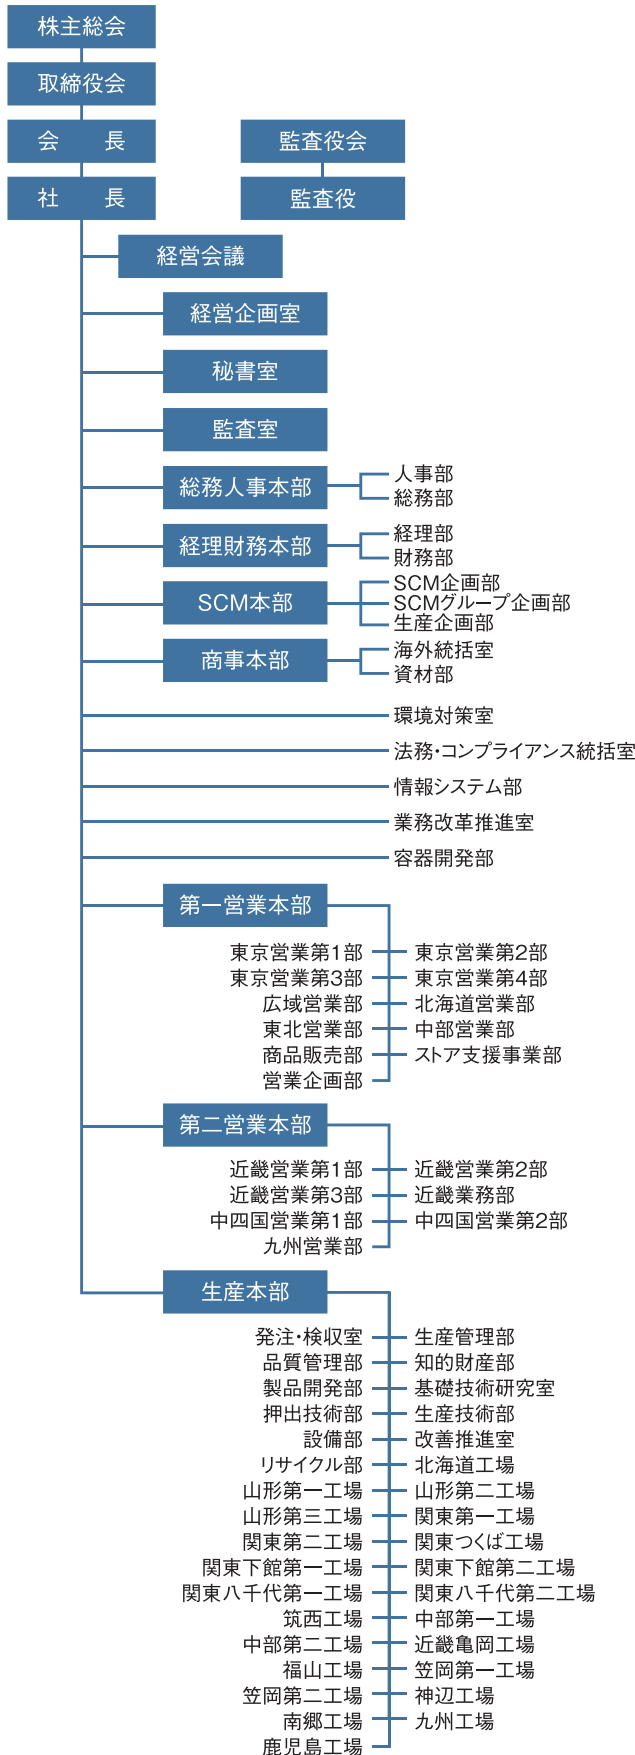 株主総会
取締役会
会　長
監査役会
社　長
監査役
経営会議
経営企画室
秘書室
監査室
総務人事本部
人事部
総務部
経理財務本部
経理部
財務部
SCM本部
SCM企画部
SCMグループ企画部
生産企画部
商事本部
海外統括室
資材部
環境対策室
法務・コンプライアンス統括室
情報システム部
業務改革推進室
容器開発部
第一営業本部
東京営業第1部　東京営業第2部
東京営業第3部　東京営業第4部
広域営業部　北海道営業部
東北営業部　中部営業部
商品販売部　ストア支援事業部
営業企画部
第二営業本部
近畿営業第1部　近畿営業第2部
近畿営業第3部　近畿業務部
中四国営業第1部　中四国営業第2部
九州営業部
生産本部
発注・検収室　生産管理部
品質管理部　知的財産部
製品開発部　基礎技術研究室
押出技術部　生産技術部
設備部　改善推進室
リサイクル部　北海道工場
山形第一工場　山形第二工場
山形第三工場　関東第一工場
関東第二工場　関東つくば工場
関東下館第一工場　関東下館第二工場
関東八千代第一工場　関東八千代第二工場
筑西工場　中部第一工場
中部第二工場　近畿亀岡工場
福山工場　笠岡第一工場
笠岡第二工場　神辺工場
南郷工場　九州工場
鹿児島工場